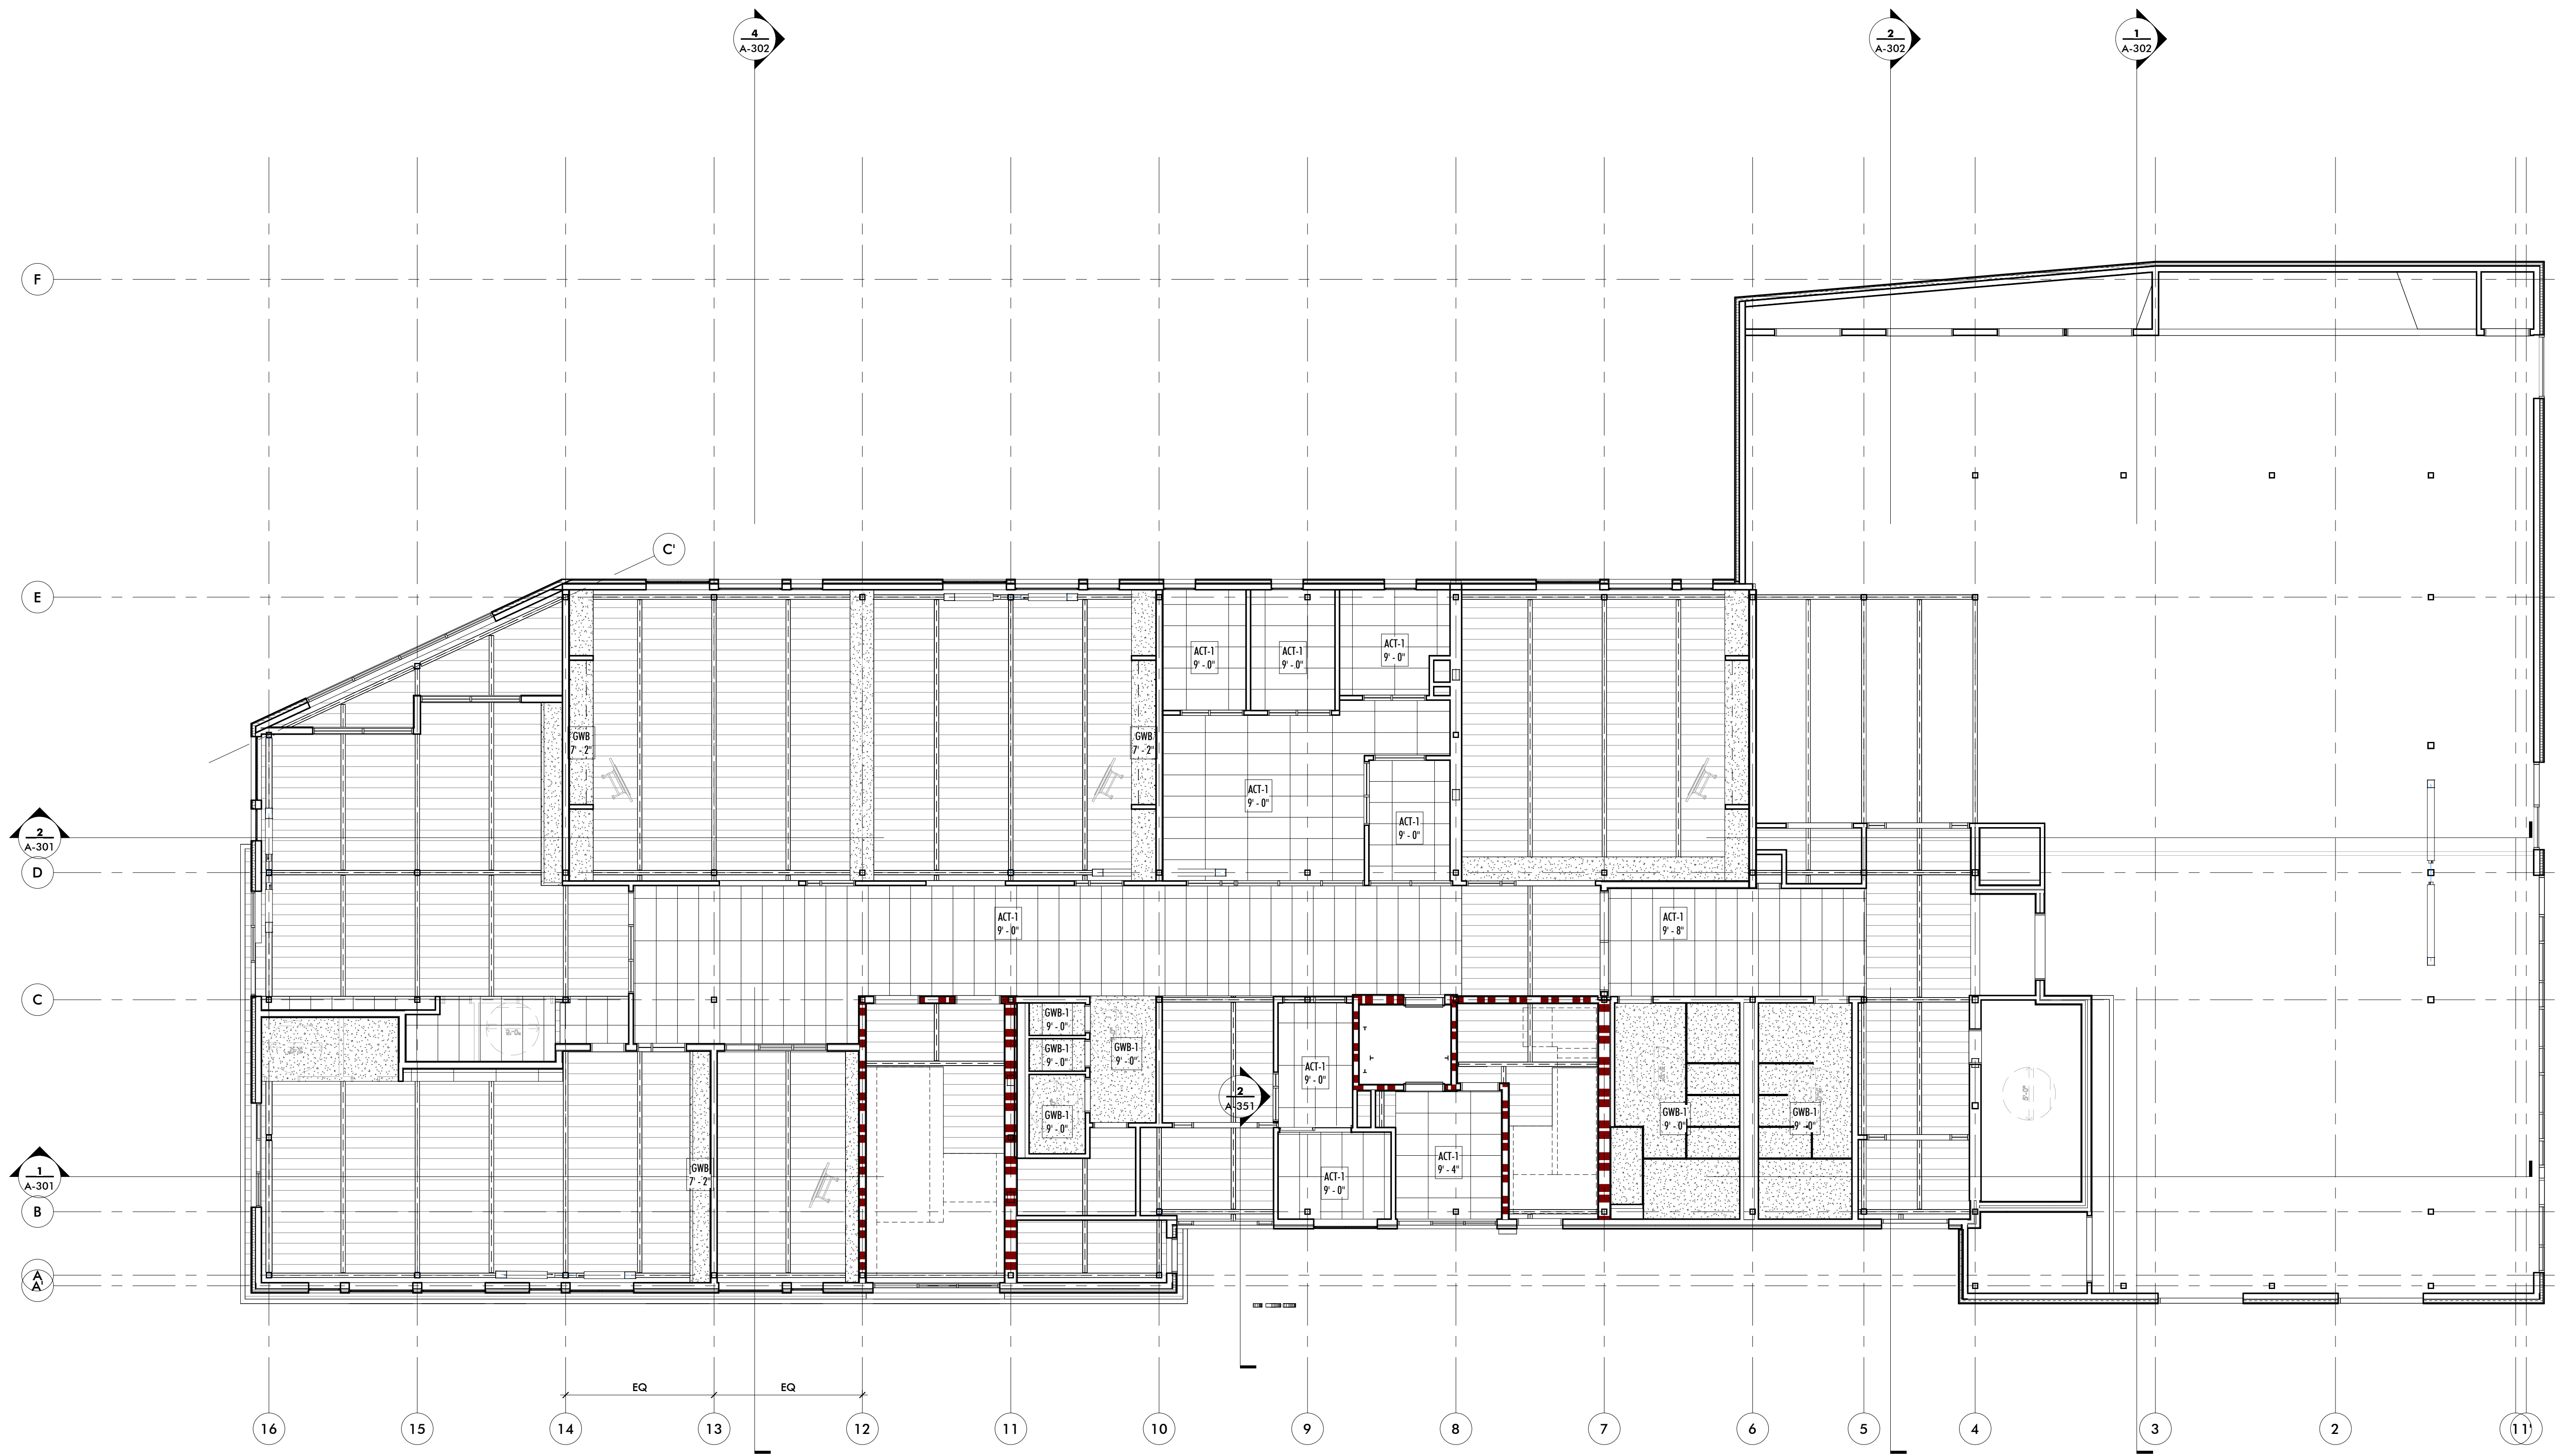 4
A-302
2
A-302
1
A-302
F
C'
E
ACT-1
9' - 0"
ACT-1
9' - 0"
ACT-1
9' - 0"
GWB
7' - 2"
GWB
7' - 2"
ACT-1
9' - 0"
ACT-1
9' - 0"
2
A-301
D
ACT-1
9' - 0"
ACT-1
9' - 8"
C
GWB-1
9' - 0"
GWB-1
9' - 0"
GWB-1
9' - 0"
GWB-1
9' - 0"
ACT-1
9' - 0"
2
A-351
GWB-1
9' - 0"
GWB-1
9' - 0"
ACT-1
9' - 4"
GWB
7' - 2"
ACT-1
9' - 0"
1
A-301
B
A
A'
EQ
EQ
16
15
14
13
12
11
10
9
8
7
6
5
4
3
2
1
1'